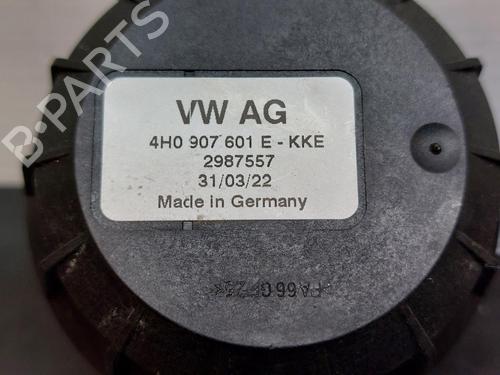 B-PARTS
VW AG
4H0 907 601 E - KKE
2987557
31/03/22
Made in Germany